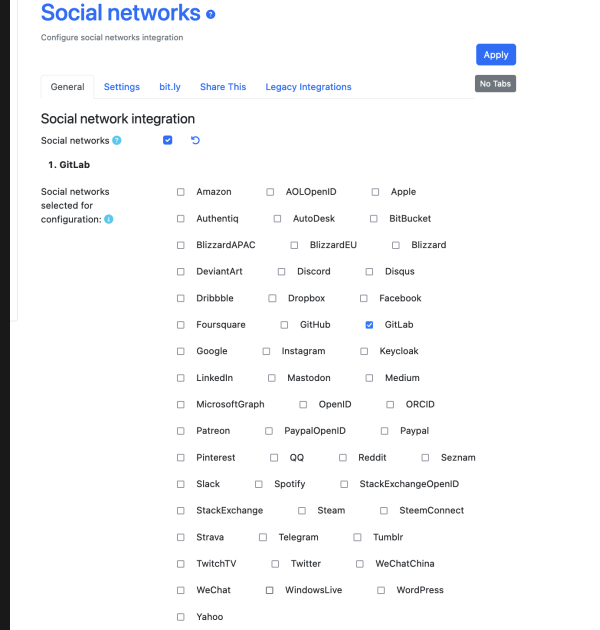 Social networks
Configure social networks integration
Apply
General Settings bit.ly Share This Legacy Integrations
No Tabs
Social network integration
Social networks
1. GitLab
Social networks
selected for
configuration:
Amazon AOLOpenID Apple
Authentiq AutoDesk BitBucket
BlizzardAPAC BlizzardEU Blizzard
DeviantArt Discord Disqus
Dribbble Dropbox Facebook
Foursquare GitHub GitLab
Google Instagram Keycloak
LinkedIn Mastodon Medium
MicrosoftGraph OpenID ORCID
Patreon PaypalOpenID Paypal
Pinterest QQ Reddit Seznam
Slack Spotify StackExchangeOpenID
StackExchange Steam SteemConnect
Strava Telegram Tumblr
TwitchTV Twitter WeChatChina
WeChat WindowsLive WordPress
Yahoo